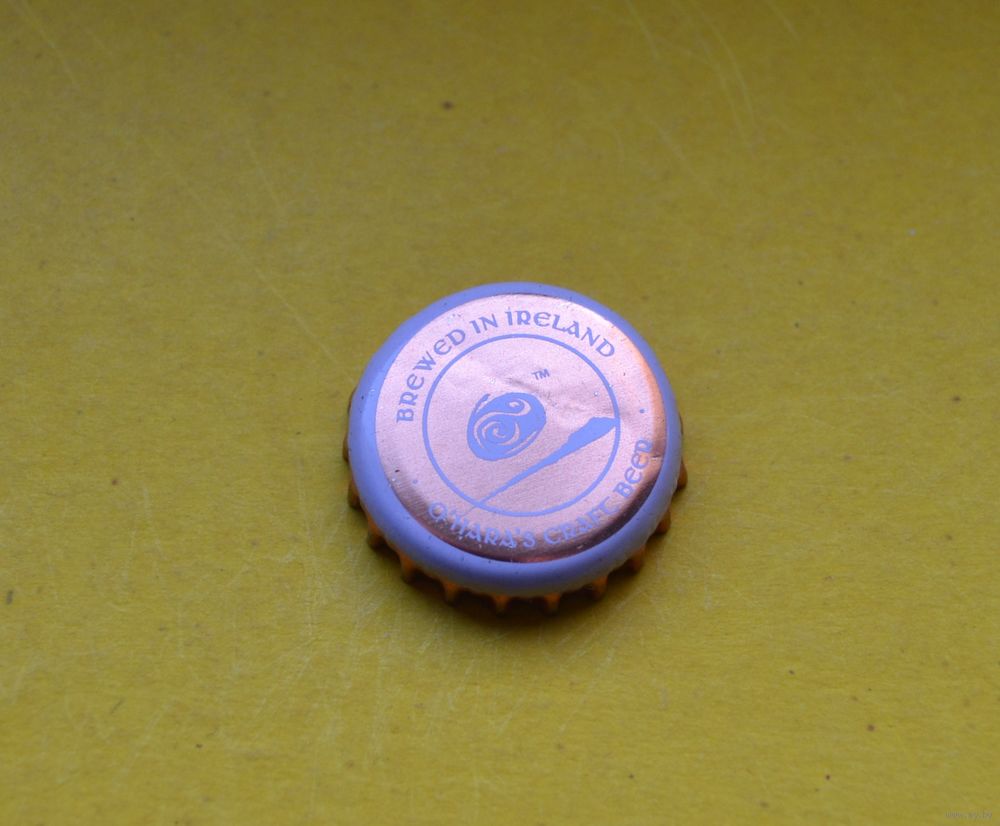 BREWED IN IRELAND
TM
O'HARA'S CRAFT BEER